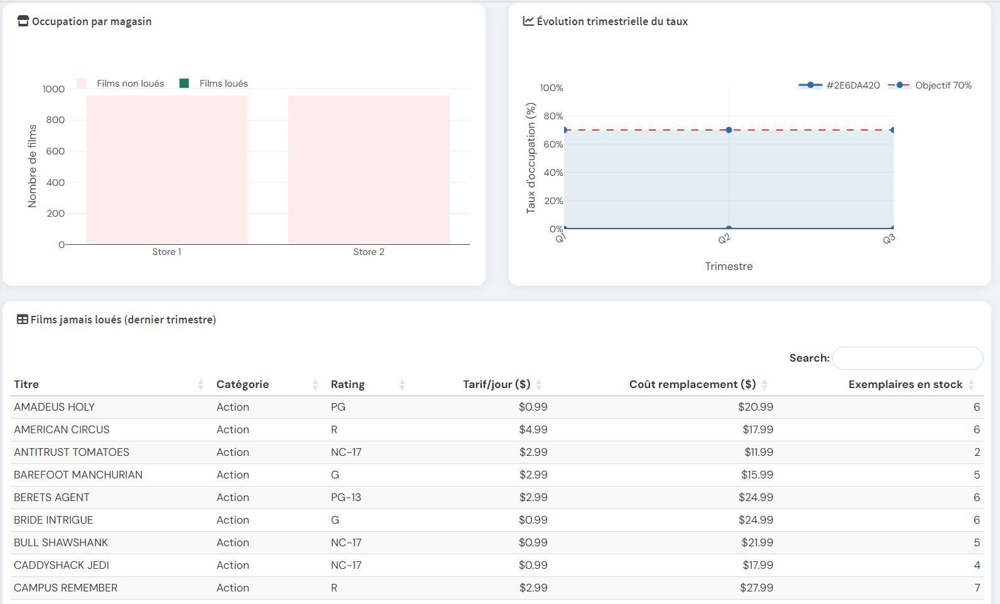 Occupation par magasin
Films non loués Films loués
1000
800
600
400
200
0
Nombre de films
Store 1 Store 2
Évolution trimestrielle du taux
#2E6DA420 Objectif 70%
100%
80%
60%
40%
20%
0%
Taux d'occupation (%)
Q1 Q2 Q3
Trimestre
Films jamais loués (dernier trimestre)
Search:
Titre Catégorie Rating Tarif/jour ($) Coût remplacement ($) Exemplaires en stock
AMADEUS HOLY Action PG $0.99 $20.99 6
AMERICAN CIRCUS Action R $4.99 $17.99 6
ANTITRUST TOMATOES Action NC-17 $2.99 $11.99 2
BAREFOOT MANCHURIAN Action G $2.99 $15.99 5
BERETS AGENT Action PG-13 $2.99 $24.99 6
BRIDE INTRIGUE Action G $0.99 $24.99 6
BULL SHAWSHANK Action NC-17 $0.99 $21.99 5
CADDYSHACK JEDI Action NC-17 $0.99 $17.99 4
CAMPUS REMEMBER Action R $2.99 $27.99 7